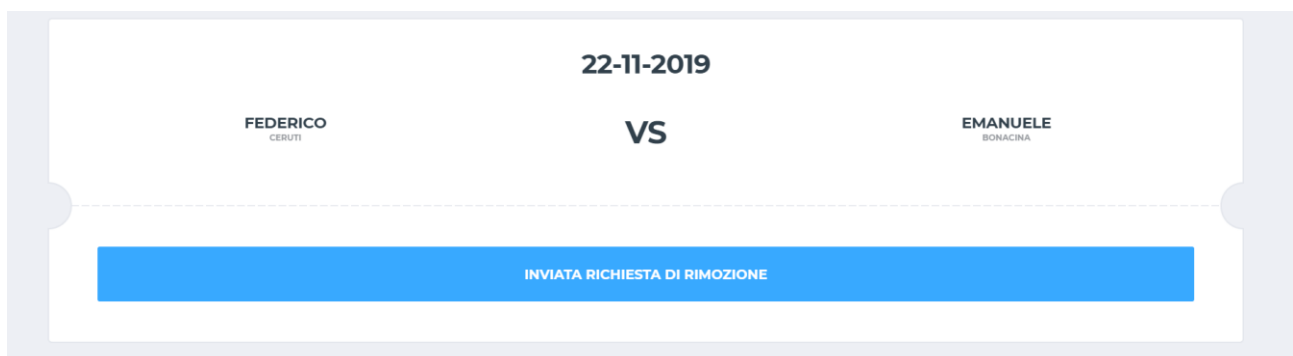 22-11-2019
FEDERICO VS EMANUELE
CERUTI BONACINA
INVIATA RICHIESTA DI RIMOZIONE